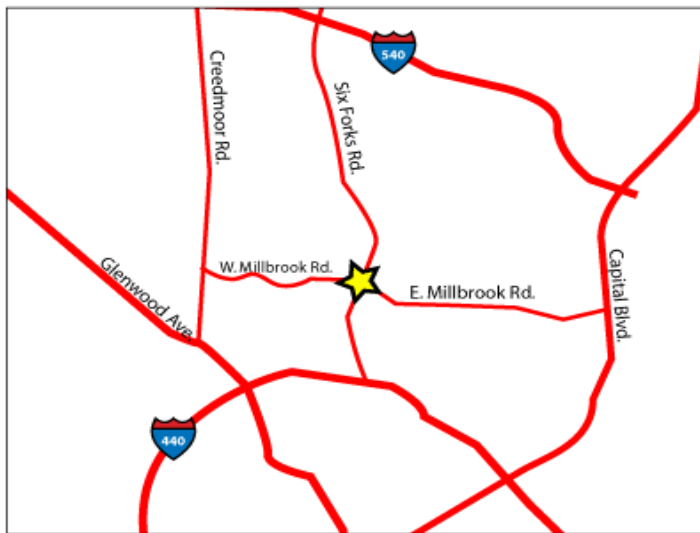 540
Creedmoor Rd.
Six Forks Rd.
W. Millbrook Rd.
E. Millbrook Rd.
Glenwood Ave.
Capital Blvd.
440